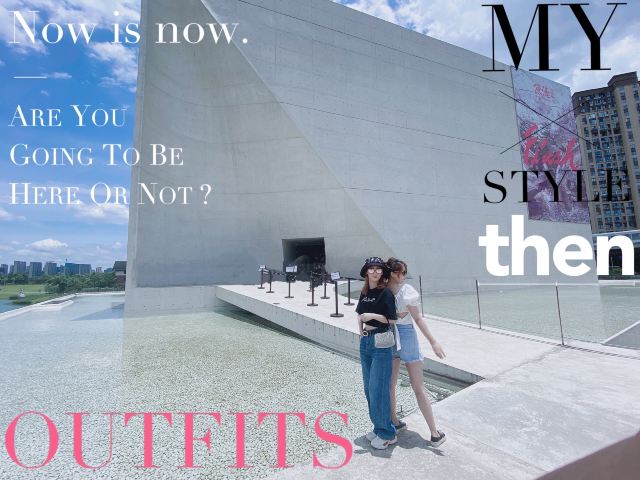 Now is now.
ARE YOU
GOING TO BE
HERE OR NOT ?
MY
STYLE
then
OUTFITS